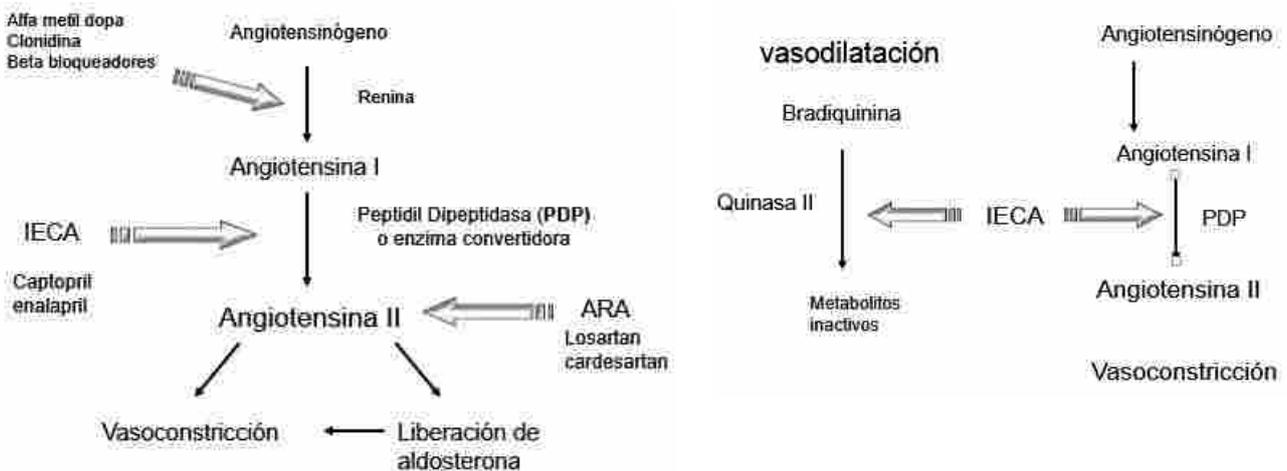 Alfa metil dopa
Clonidina
Beta bloqueadores
Angiotensinógeno
Renina
Angiotensina I
IECA
Peptidil Dipeptidasa (PDP)
o enzima convertidora
Captopril
enalapril
Angiotensina II
ARA
Losartan
cardesartan
Vasoconstricción
Liberación de
aldosterona
vasodilatación
Angiotensinógeno
Bradiquinina
Angiotensina I
Quinasa II
IECA
PDP
Metabolitos
inactivos
Angiotensina II
Vasoconstricción